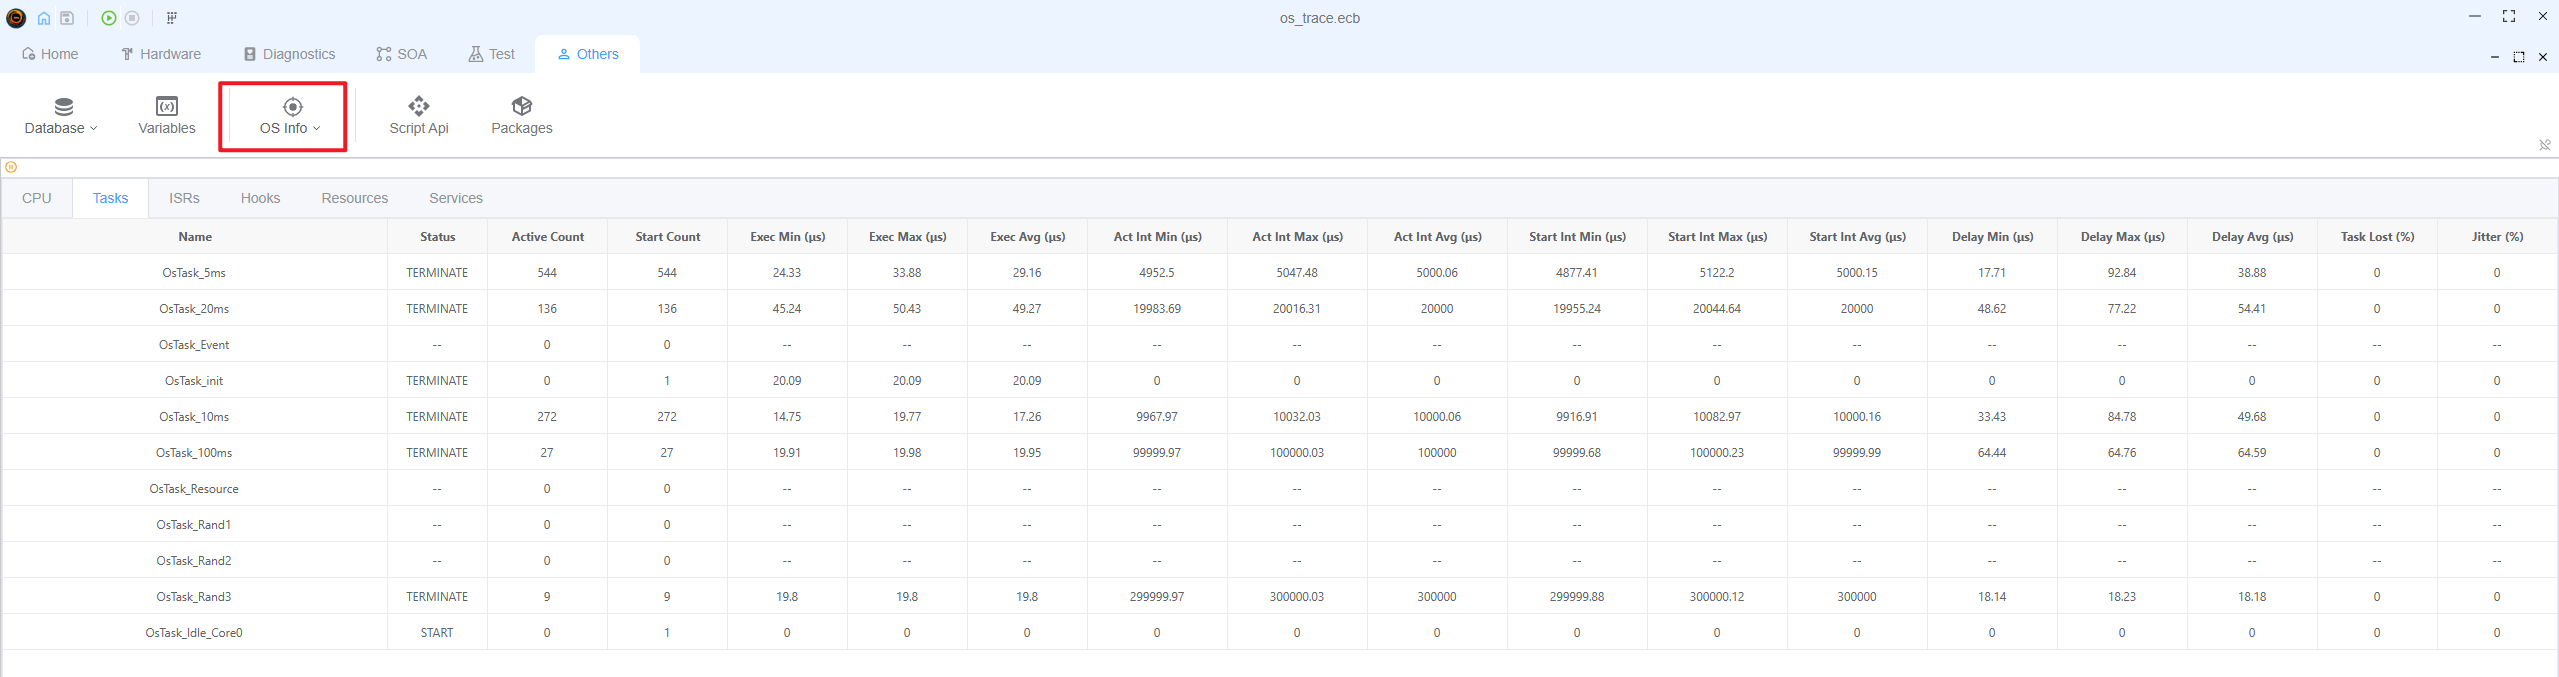 os_trace.ecb
Home Hardware Diagnostics SOA Test Others
Database Variables OS Info Script Api Packages
CPU Tasks ISRs Hooks Resources Services
Name Status Active Count Start Count Exec Min (μs) Exec Max (μs) Exec Avg (μs) Act Int Min (μs) Act Int Max (μs) Act Int Avg (μs) Start Int Min (μs) Start Int Max (μs) Start Int Avg (μs) Delay Min (μs) Delay Max (μs) Delay Avg (μs) Task Lost (%) Jitter (%)
OsTask_5ms TERMINATE 544 544 24.33 33.88 29.16 4952.5 5047.48 5000.06 4877.41 5122.2 5000.15 17.71 92.84 38.88 0 0
OsTask_20ms TERMINATE 136 136 45.24 50.43 49.27 19983.69 20016.31 20000 19955.24 20044.64 20000 48.62 77.22 54.41 0 0
OsTask_Event -- 0 0 -- -- -- -- -- -- -- -- -- -- -- -- -- --
OsTask_init TERMINATE 0 1 20.09 20.09 20.09 0 0 0 0 0 0 0 0 0 0 0
OsTask_10ms TERMINATE 272 272 14.75 19.77 17.26 9967.97 10032.03 10000.06 9916.91 10082.97 10000.16 33.43 84.78 49.68 0 0
OsTask_100ms TERMINATE 27 27 19.91 19.98 19.95 99999.97 100000.03 100000 99999.68 100000.23 99999.99 64.44 64.76 64.59 0 0
OsTask_Resource -- 0 0 -- -- -- -- -- -- -- -- -- -- -- -- -- --
OsTask_Rand1 -- 0 0 -- -- -- -- -- -- -- -- -- -- -- -- -- --
OsTask_Rand2 -- 0 0 -- -- -- -- -- -- -- -- -- -- -- -- -- --
OsTask_Rand3 TERMINATE 9 9 19.8 19.8 19.8 299999.97 300000.03 300000 299999.88 300000.12 300000 18.14 18.23 18.18 0 0
OsTask_Idle_Core0 START 0 1 0 0 0 0 0 0 0 0 0 0 0 0 0 0